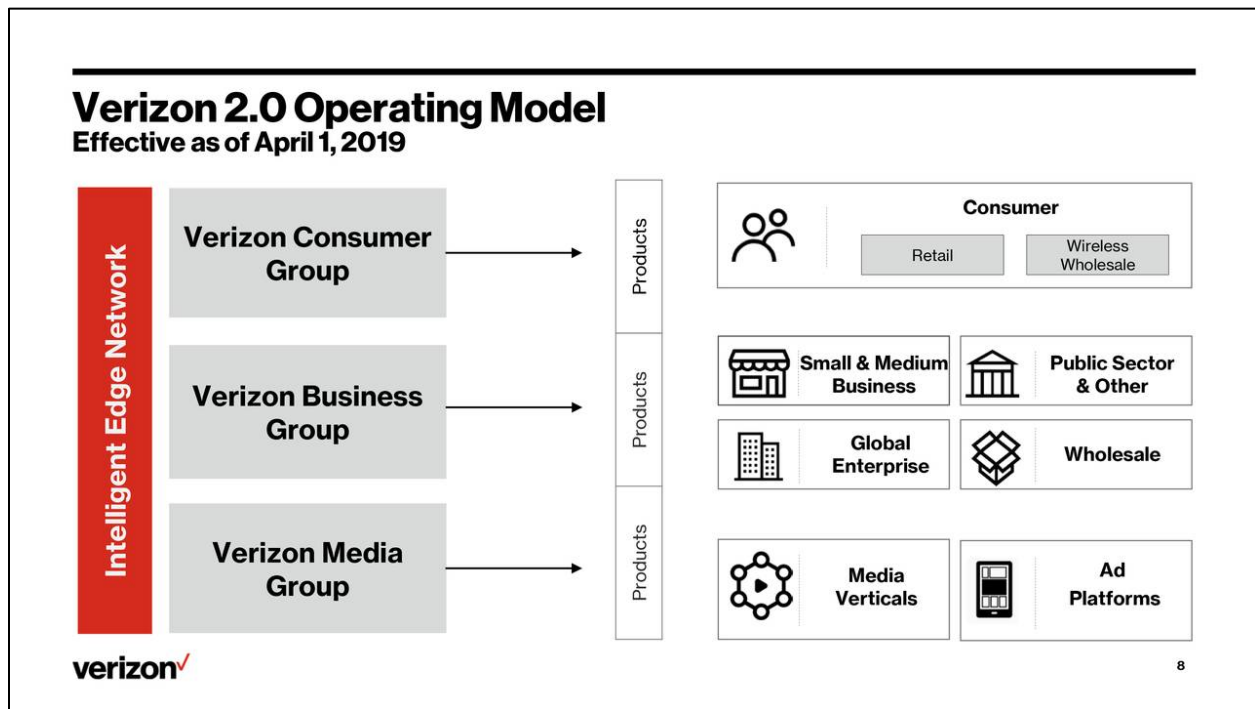 Verizon 2.0 Operating Model
Effective as of April 1, 2019
Intelligent Edge Network
Verizon Consumer
Group
Products
Consumer
Retail
Wireless
Wholesale
Verizon Business
Group
Products
Small & Medium
Business
Public Sector
& Other
Global
Enterprise
Wholesale
Verizon Media
Group
Products
Media
Verticals
Ad
Platforms
verizon✓
8